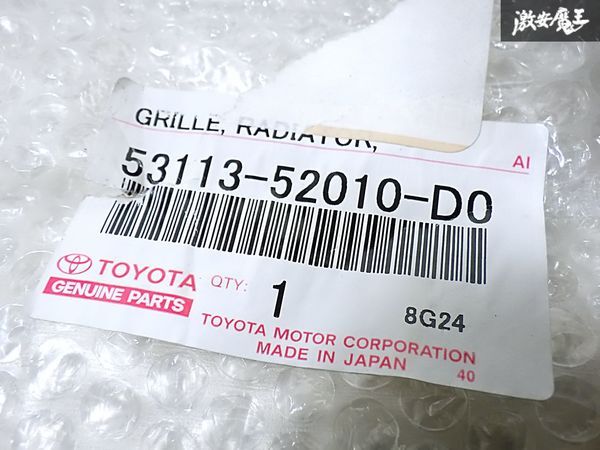 激安魔王
GRILLE, RADIATOR,
AI
53113-52010-D0
TOYOTA
GENUINE PARTS
QTY: 1
8G24
TOYOTA MOTOR CORPORATION
MADE IN JAPAN
40